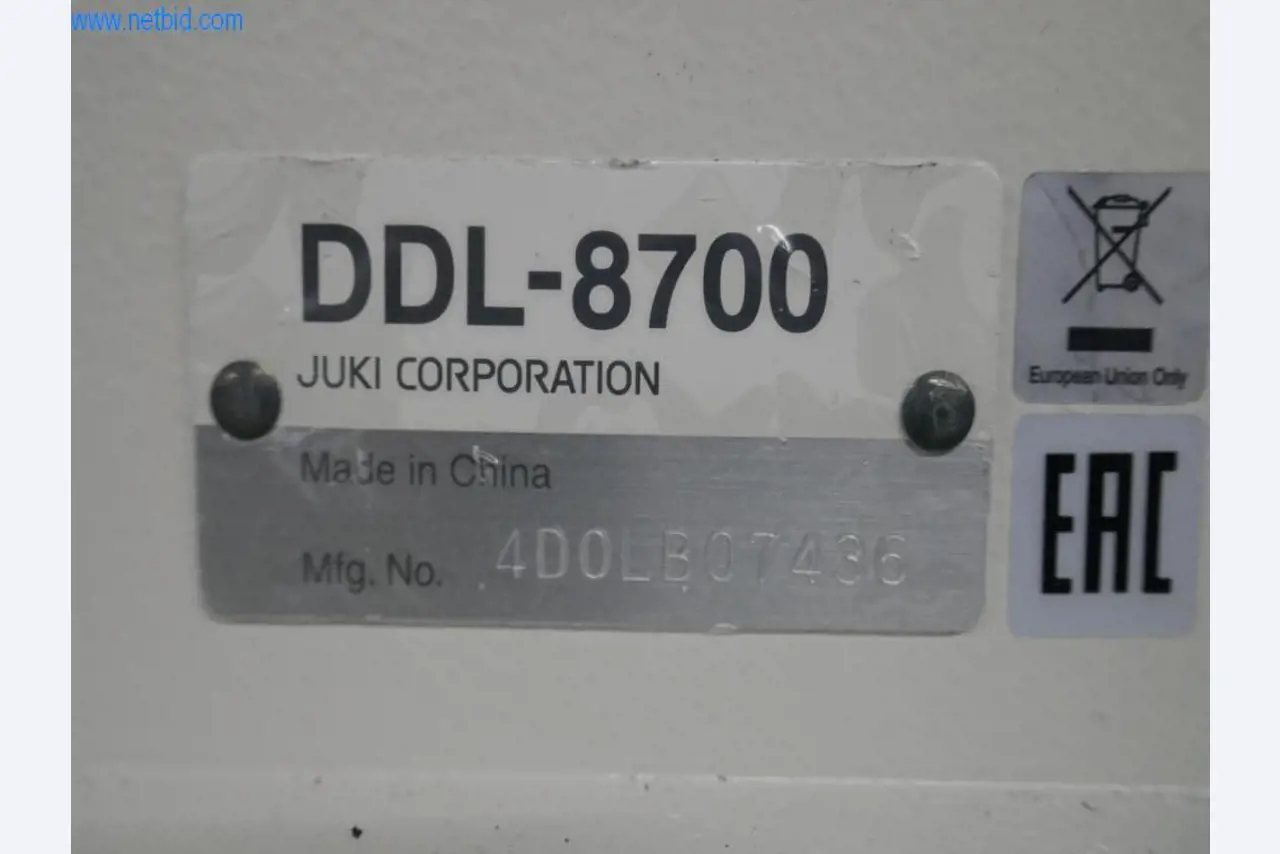 www.netbid.com
DDL-8700
JUKI CORPORATION
Made in China
Mfg. No. 4D0LB07436
European Union Only
EAC